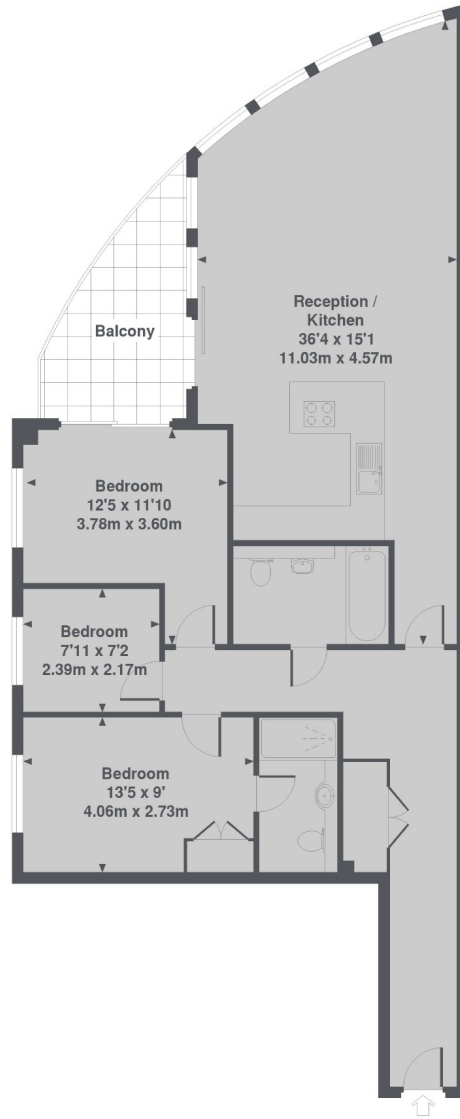 Reception /
Kitchen
36'4 x 15'1
11.03m x 4.57m
Balcony
Bedroom
12'5 x 11'10
3.78m x 3.60m
Bedroom
7'11 x 7'2
2.39m x 2.17m
Bedroom
13'5 x 9'
4.06m x 2.73m